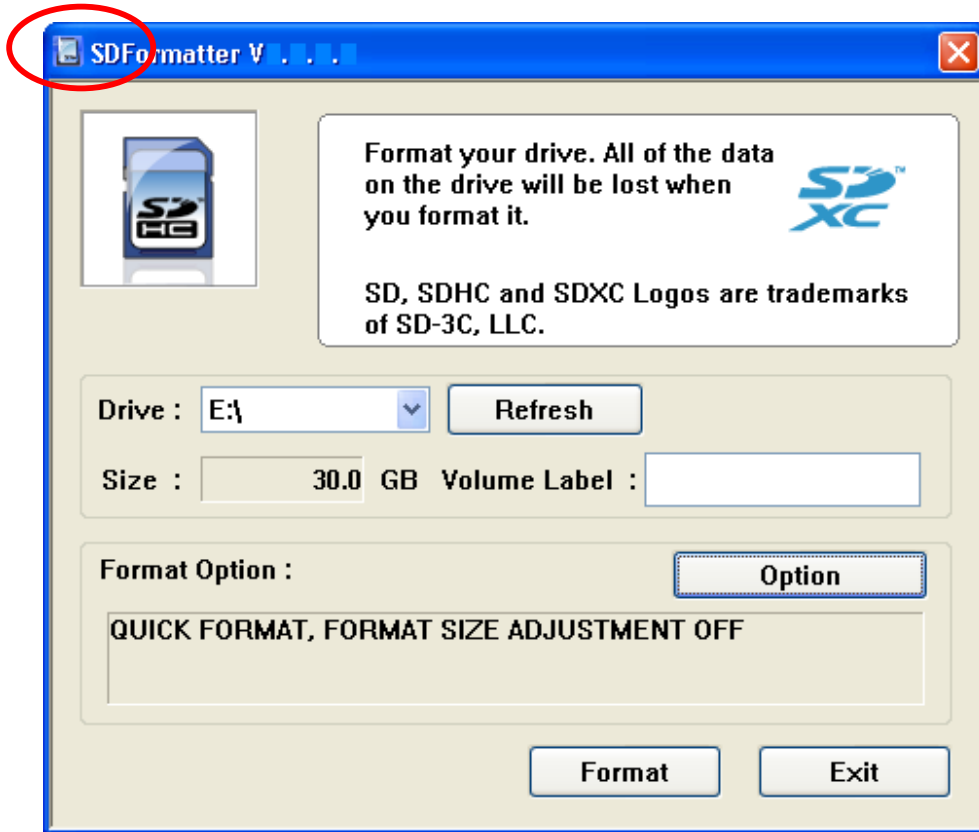 SDFormatter V . . .
SD HC
Format your drive. All of the data
on the drive will be lost when
you format it.
SD XC™
SD, SDHC and SDXC Logos are trademarks
of SD-3C, LLC.
Drive : E:\ Refresh
Size : 30.0 GB Volume Label :
Format Option : Option
QUICK FORMAT, FORMAT SIZE ADJUSTMENT OFF
Format Exit